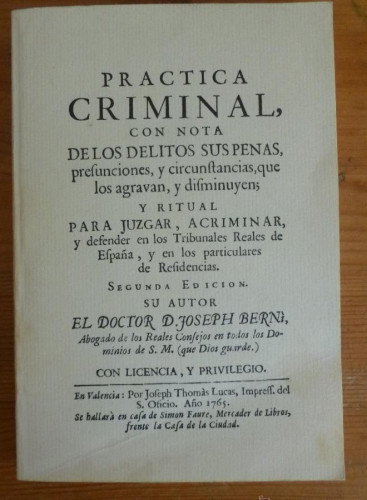 PRACTICA
CRIMINAL,
CON NOTA
DE LOS DELITOS SUS PENAS,
presunciones, y circunſtancias, que
los agravan, y diſminuyen;
Y RITUAL
PARA JUZGAR, ACRIMINAR,
y defender en los Tribunales Reales de
España, y en los particulares
de Residencias.
SEGUNDA EDICION.
SU AUTOR
EL DOCTOR D. JOSEPH BERNI,
Abogado de los Reales Conſejos en todos los Do-
minios de S. M. (que Dios guarde.)
CON LICENCIA, Y PRIVILEGIO.
En Valencia: Por Joſeph Thomàs Lucas, Impreſſ. del
S. Oficio. Año 1765.
Se hallarà en caſa de Simon Faure, Mercader de Libros,
frente la Caſa de la Ciudad.